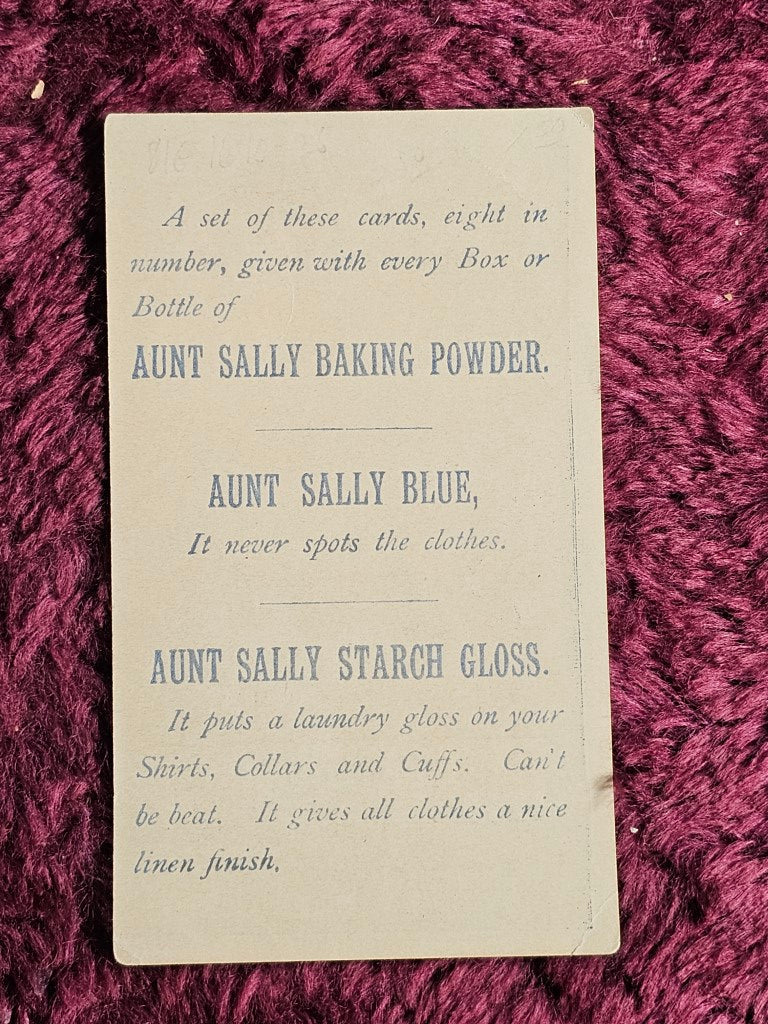 A set of these cards, eight in
number, given with every Box or
Bottle of
AUNT SALLY BAKING POWDER.
AUNT SALLY BLUE,
It never spots the clothes.
AUNT SALLY STARCH GLOSS.
It puts a laundry gloss on your
Shirts, Collars and Cuffs. Can't
be beat. It gives all clothes a nice
linen finish.